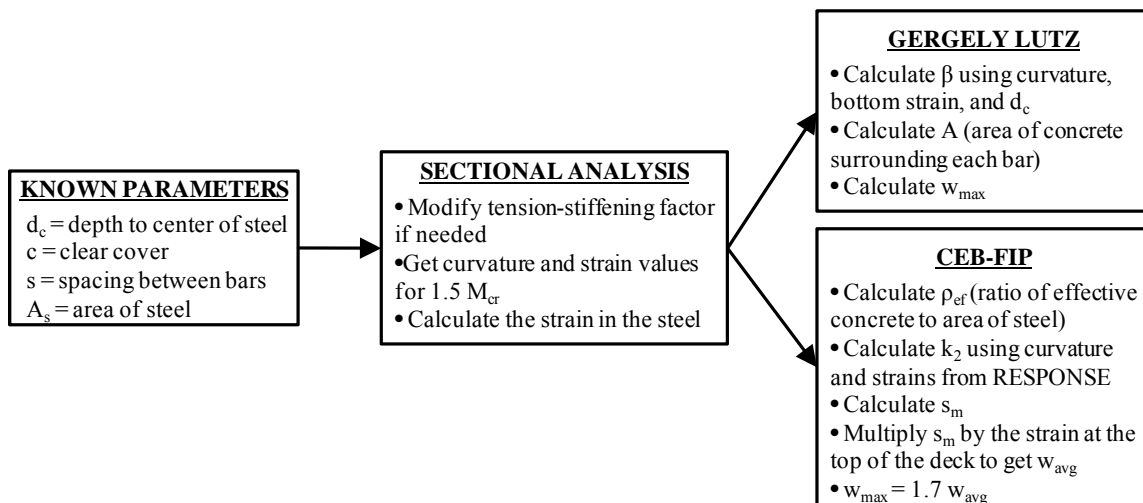 KNOWN PARAMETERS
d_c = depth to center of steel
c = clear cover
s = spacing between bars
A_s = area of steel
SECTIONAL ANALYSIS
• Modify tension-stiffening factor
if needed
•Get curvature and strain values
for 1.5 M_cr
• Calculate the strain in the steel
GERGELY LUTZ
• Calculate β using curvature,
bottom strain, and d_c
• Calculate A (area of concrete
surrounding each bar)
• Calculate w_max
CEB-FIP
• Calculate ρ_ef (ratio of effective
concrete to area of steel)
• Calculate k_2 using curvature
and strains from RESPONSE
• Calculate s_m
• Multiply s_m by the strain at the
top of the deck to get w_avg
• w_max = 1.7 w_avg